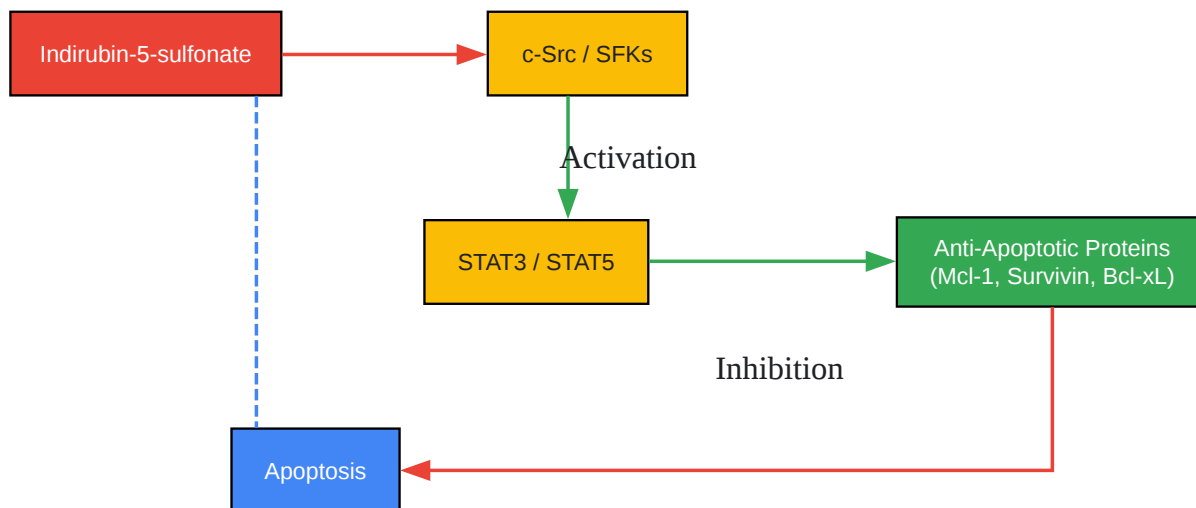 Indirubin-5-sulfonate
c-Src / SFKs
Activation
STAT3 / STAT5
Anti-Apoptotic Proteins
(Mcl-1, Survivin, Bcl-xL)
Inhibition
Apoptosis